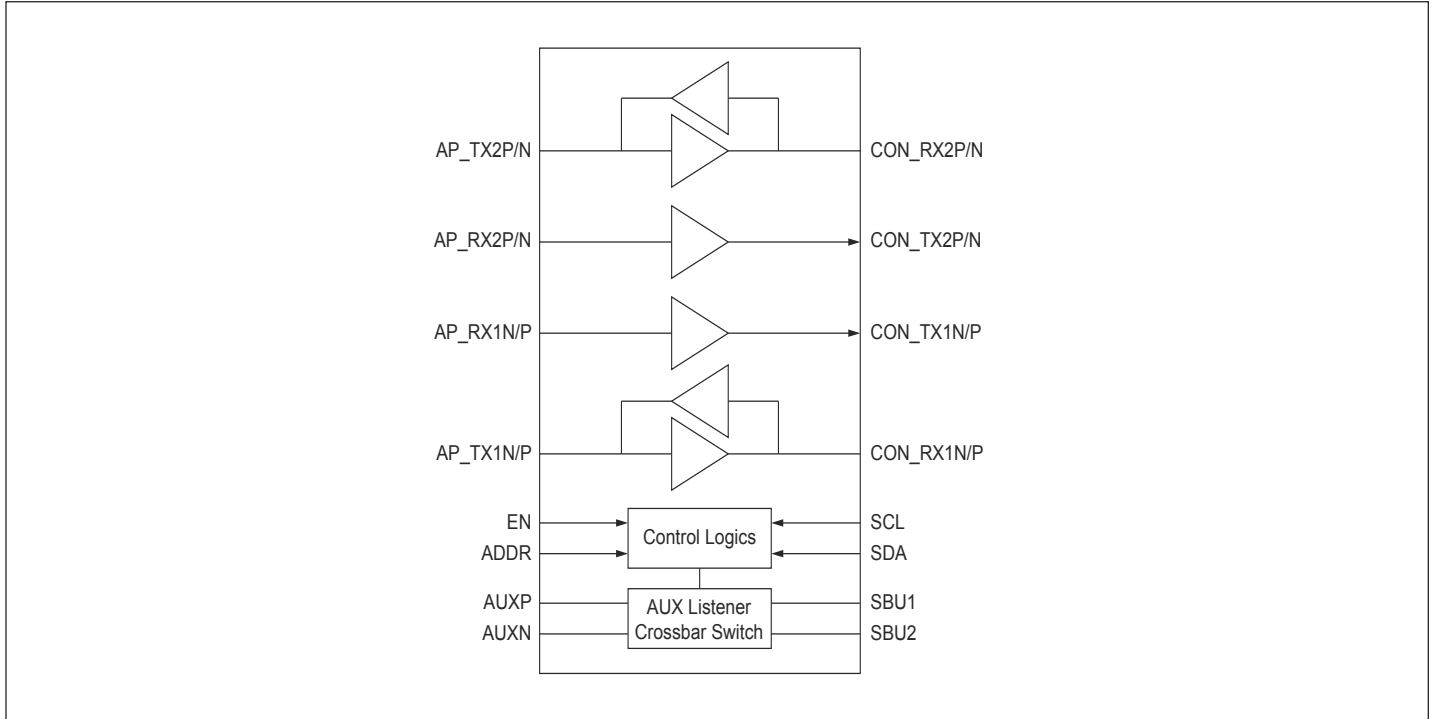 AP_TX2P/N
CON_RX2P/N
AP_RX2P/N
CON_TX2P/N
AP_RX1N/P
CON_TX1N/P
AP_TX1N/P
CON_RX1N/P
EN
Control Logics
SCL
ADDR
SDA
AUXP
AUX Listener
Crossbar Switch
SBU1
AUXN
SBU2